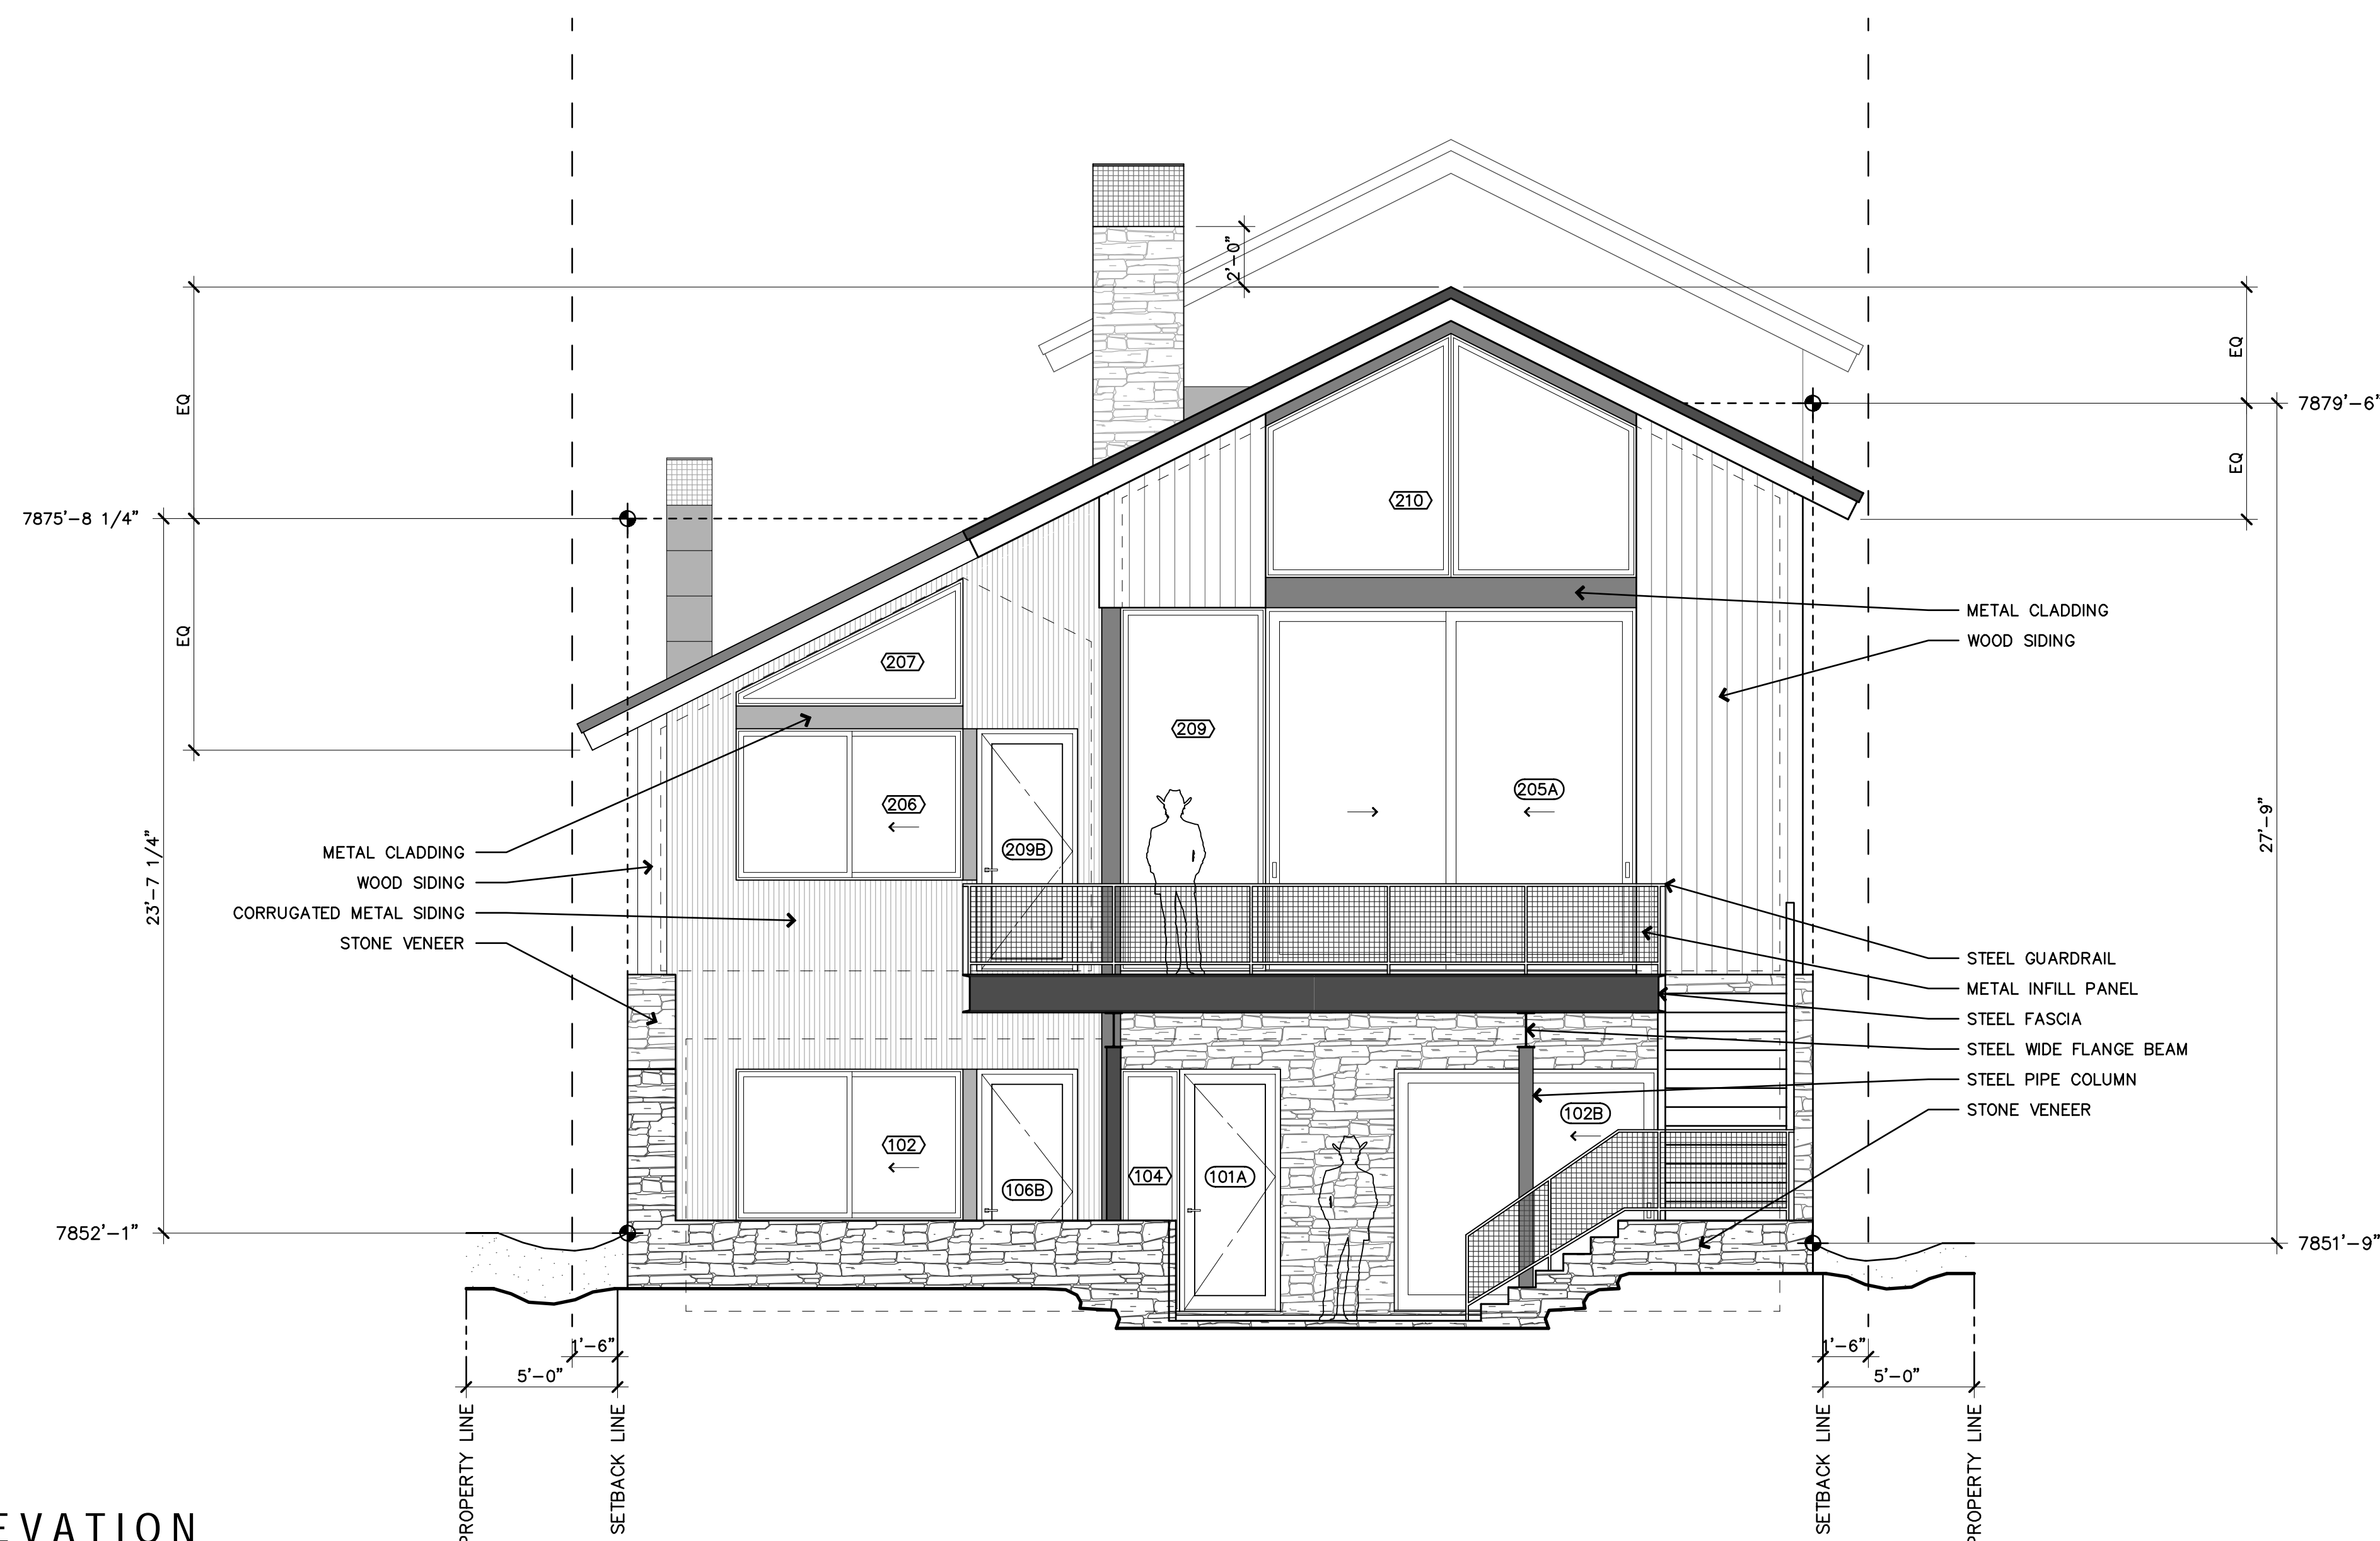 2'-0"
EQ
EQ
7879'-6"
EQ
EQ
7875'-8 1/4"
210
METAL CLADDING
WOOD SIDING
207
209
206
205A
209B
23'-7 1/4"
27'-9"
METAL CLADDING
WOOD SIDING
CORRUGATED METAL SIDING
STONE VENEER
STEEL GUARDRAIL
METAL INFILL PANEL
STEEL FASCIA
STEEL WIDE FLANGE BEAM
STEEL PIPE COLUMN
STONE VENEER
102B
102
104
101A
106B
7852'-1"
7851'-9"
1'-6"
5'-0"
1'-6"
5'-0"
PROPERTY LINE
SETBACK LINE
SETBACK LINE
PROPERTY LINE
EVATION